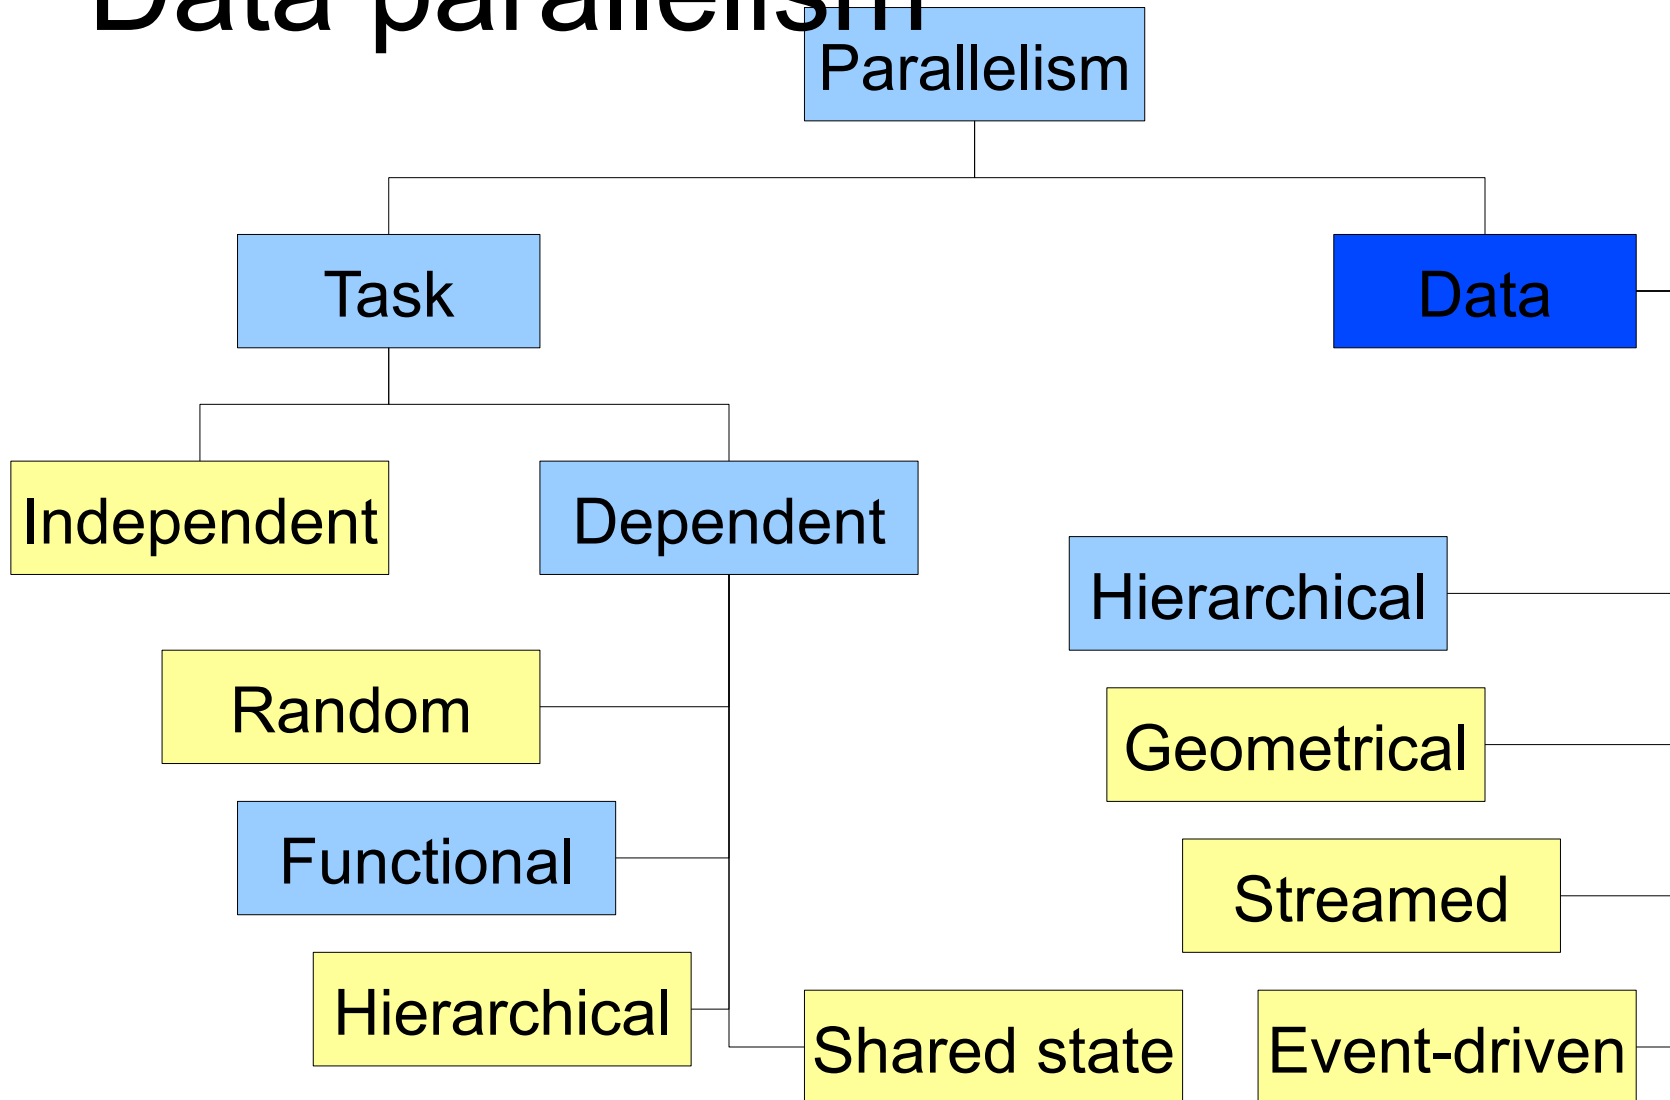 Data parallelism
Parallelism
Task
Data
Independent
Dependent
Hierarchical
Random
Geometrical
Functional
Streamed
Hierarchical
Shared state
Event-driven